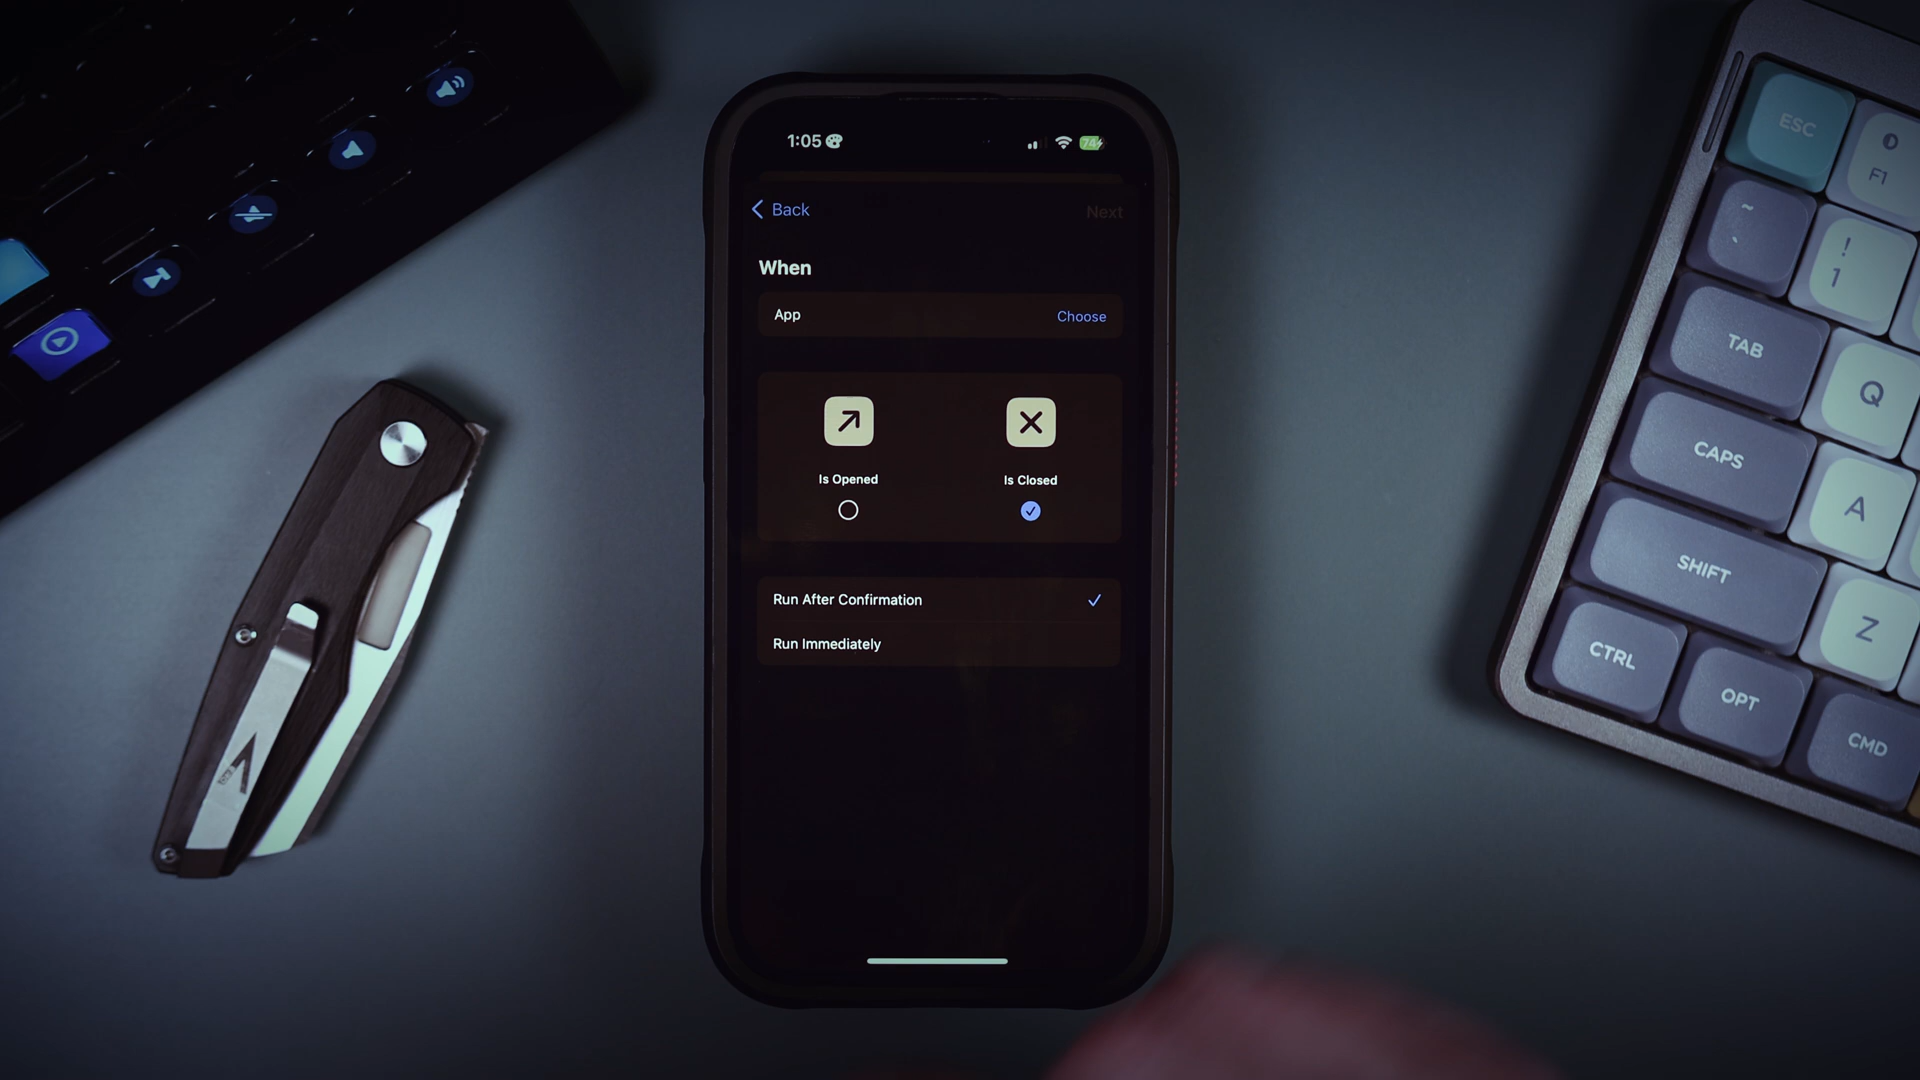 1:05
74
Back
Next
When
App
Choose
Is Opened
Is Closed
Run After Confirmation
Run Immediately
ESC
F1
~
`
!
1
TAB
Q
CAPS
A
SHIFT
Z
CTRL
OPT
CMD